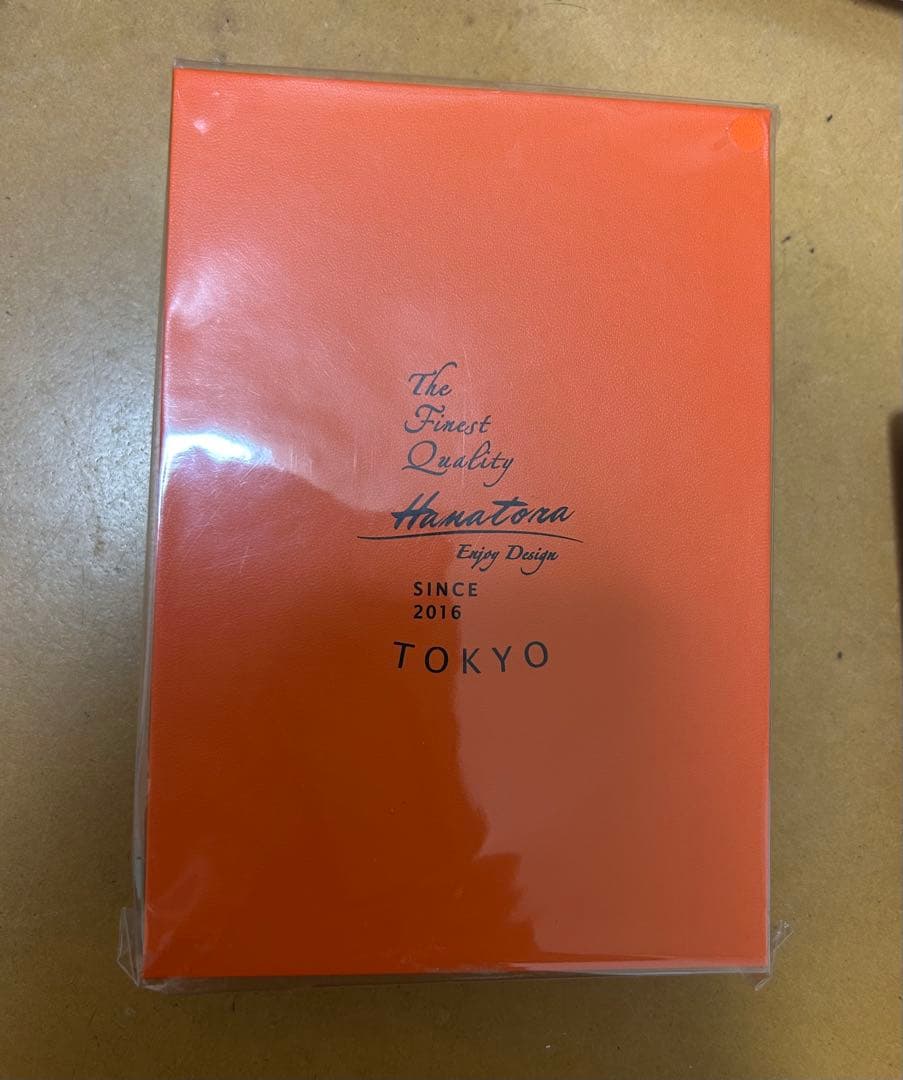 The
Finest
Quality
Hanatora
Enjoy Design
SINCE
2016
TOKYO